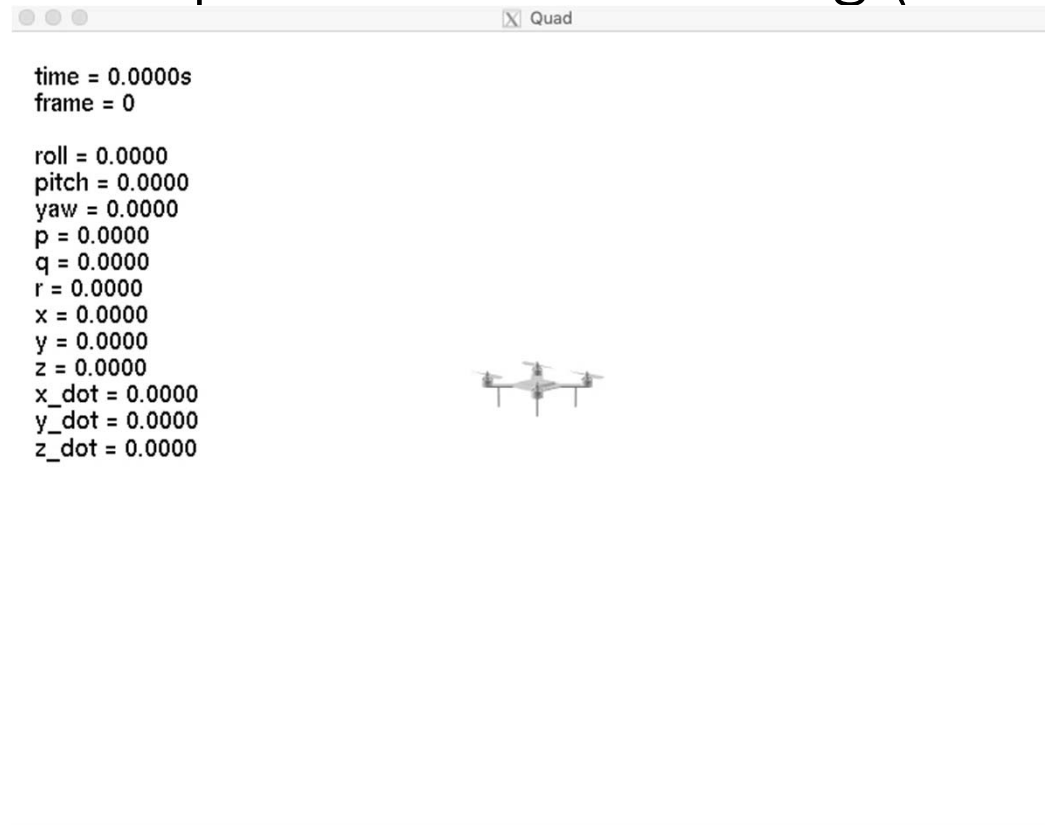 Quad
time = 0.0000s
frame = 0
roll = 0.0000
pitch = 0.0000
yaw = 0.0000
p = 0.0000
q = 0.0000
r = 0.0000
x = 0.0000
y = 0.0000
z = 0.0000
x_dot = 0.0000
y_dot = 0.0000
z_dot = 0.0000